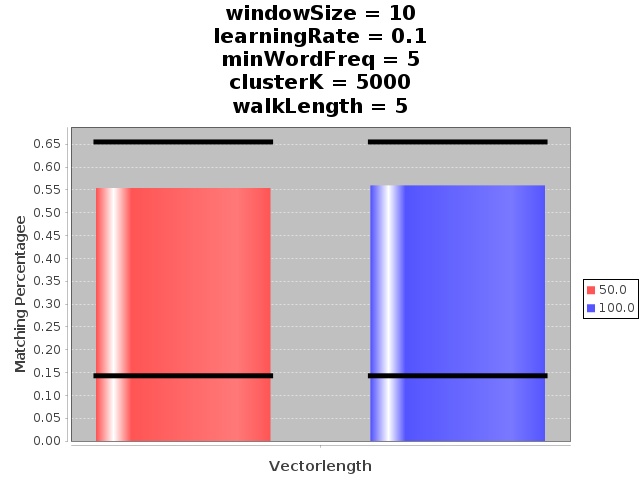 windowSize = 10
learningRate = 0.1
minWordFreq = 5
clusterK = 5000
walkLength = 5
0.65
0.60
0.55
0.50
0.45
0.40
0.35
0.30
0.25
0.20
0.15
0.10
0.05
0.00
Matching Percentagee
Vectorlength
50.0
100.0